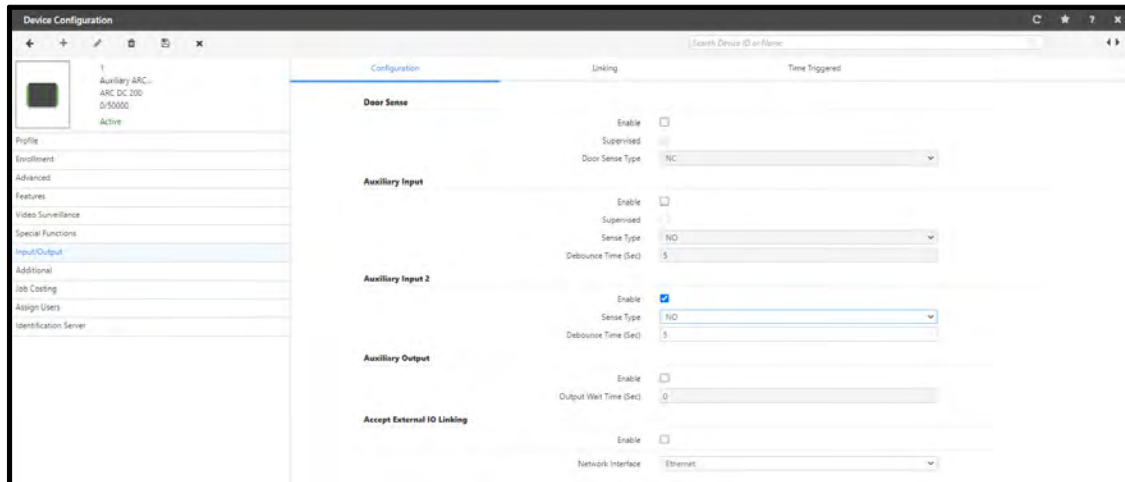 Device Configuration
Search Device ID or Name
1
Auxiliary ARC...
ARC DC 200
0/50000
Active
Profile
Enrollment
Advanced
Features
Video Surveillance
Special Functions
Input/Output
Additional
Job Costing
Assign Users
Identification Server
Configuration Linking Time Triggered
Door Sense
Enable
Supervised
Door Sense Type NC
Auxiliary Input
Enable
Supervised
Sense Type NO
Debounce Time (Sec) 5
Auxiliary Input 2
Enable
Sense Type NO
Debounce Time (Sec) 5
Auxiliary Output
Enable
Output Wait Time (Sec) 0
Accept External IO Linking
Enable
Network Interface Ethernet